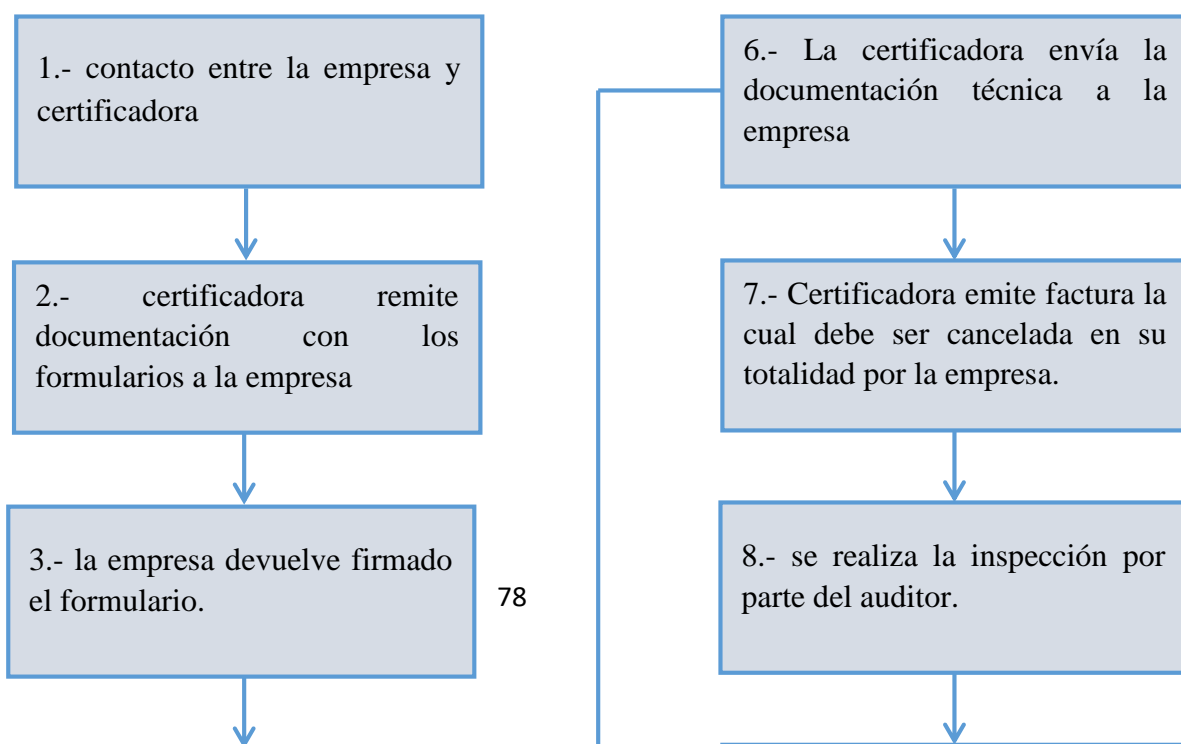 1.- contacto entre la empresa y
certificadora
2.- certificadora remite
documentación con los
formularios a la empresa
3.- la empresa devuelve firmado
el formulario.
78
6.- La certificadora envía la
documentación técnica a la
empresa
7.- Certificadora emite factura la
cual debe ser cancelada en su
totalidad por la empresa.
8.- se realiza la inspección por
parte del auditor.